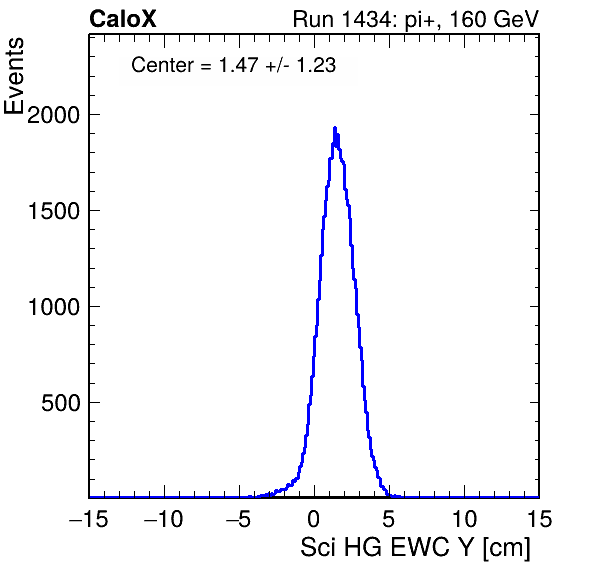 CaloX Run 1434: pi+, 160 GeV
Center = 1.47 +/- 1.23
Events
2000
1500
1000
500
−15 −10 −5 0 5 10 15
Sci HG EWC Y [cm]